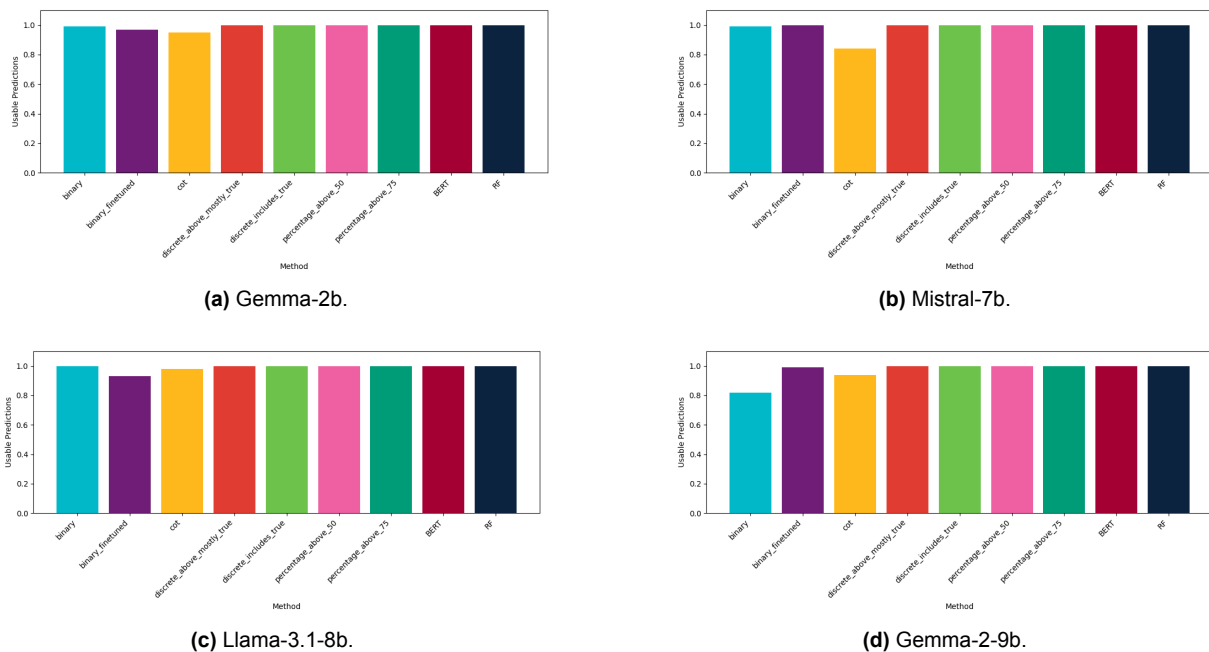 1.0
0.8
0.6
0.4
0.2
0.0
Usable Predictions
binary
binary_finetuned
cot
discrete_above_mostly_true
discrete_includes_true
percentage_above_50
percentage_above_75
BERT
RF
Method
(a) Gemma-2b.
1.0
0.8
0.6
0.4
0.2
0.0
Usable Predictions
binary
binary_finetuned
cot
discrete_above_mostly_true
discrete_includes_true
percentage_above_50
percentage_above_75
BERT
RF
Method
(b) Mistral-7b.
1.0
0.8
0.6
0.4
0.2
0.0
Usable Predictions
binary
binary_finetuned
cot
discrete_above_mostly_true
discrete_includes_true
percentage_above_50
percentage_above_75
BERT
RF
Method
(c) Llama-3.1-8b.
1.0
0.8
0.6
0.4
0.2
0.0
Usable Predictions
binary
binary_finetuned
cot
discrete_above_mostly_true
discrete_includes_true
percentage_above_50
percentage_above_75
BERT
RF
Method
(d) Gemma-2-9b.